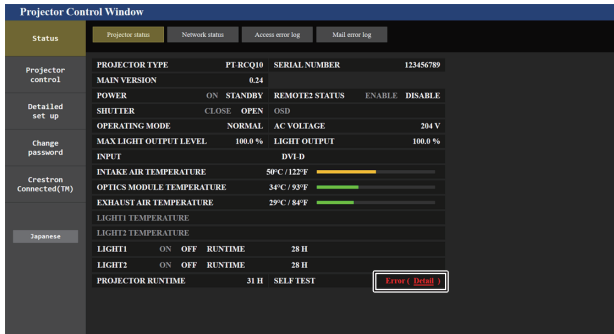 Projector Control Window
Status
Projector status Network status Access error log Mail error log
Projector control
Detailed set up
Change password
Crestron Connected(TM)
Japanese
PROJECTOR TYPE PT-RCQ10 SERIAL NUMBER 123456789
MAIN VERSION 0.24
POWER ON STANDBY REMOTE2 STATUS ENABLE DISABLE
SHUTTER CLOSE OPEN OSD
OPERATING MODE NORMAL AC VOLTAGE 204 V
MAX LIGHT OUTPUT LEVEL 100.0 % LIGHT OUTPUT 100.0 %
INPUT DVI-D
INTAKE AIR TEMPERATURE 50°C / 122°F
OPTICS MODULE TEMPERATURE 34°C / 93°F
EXHAUST AIR TEMPERATURE 29°C / 84°F
LIGHT1 TEMPERATURE
LIGHT2 TEMPERATURE
LIGHT1 ON OFF RUNTIME 28 H
LIGHT2 ON OFF RUNTIME 28 H
PROJECTOR RUNTIME 31 H SELF TEST Error ( Detail )